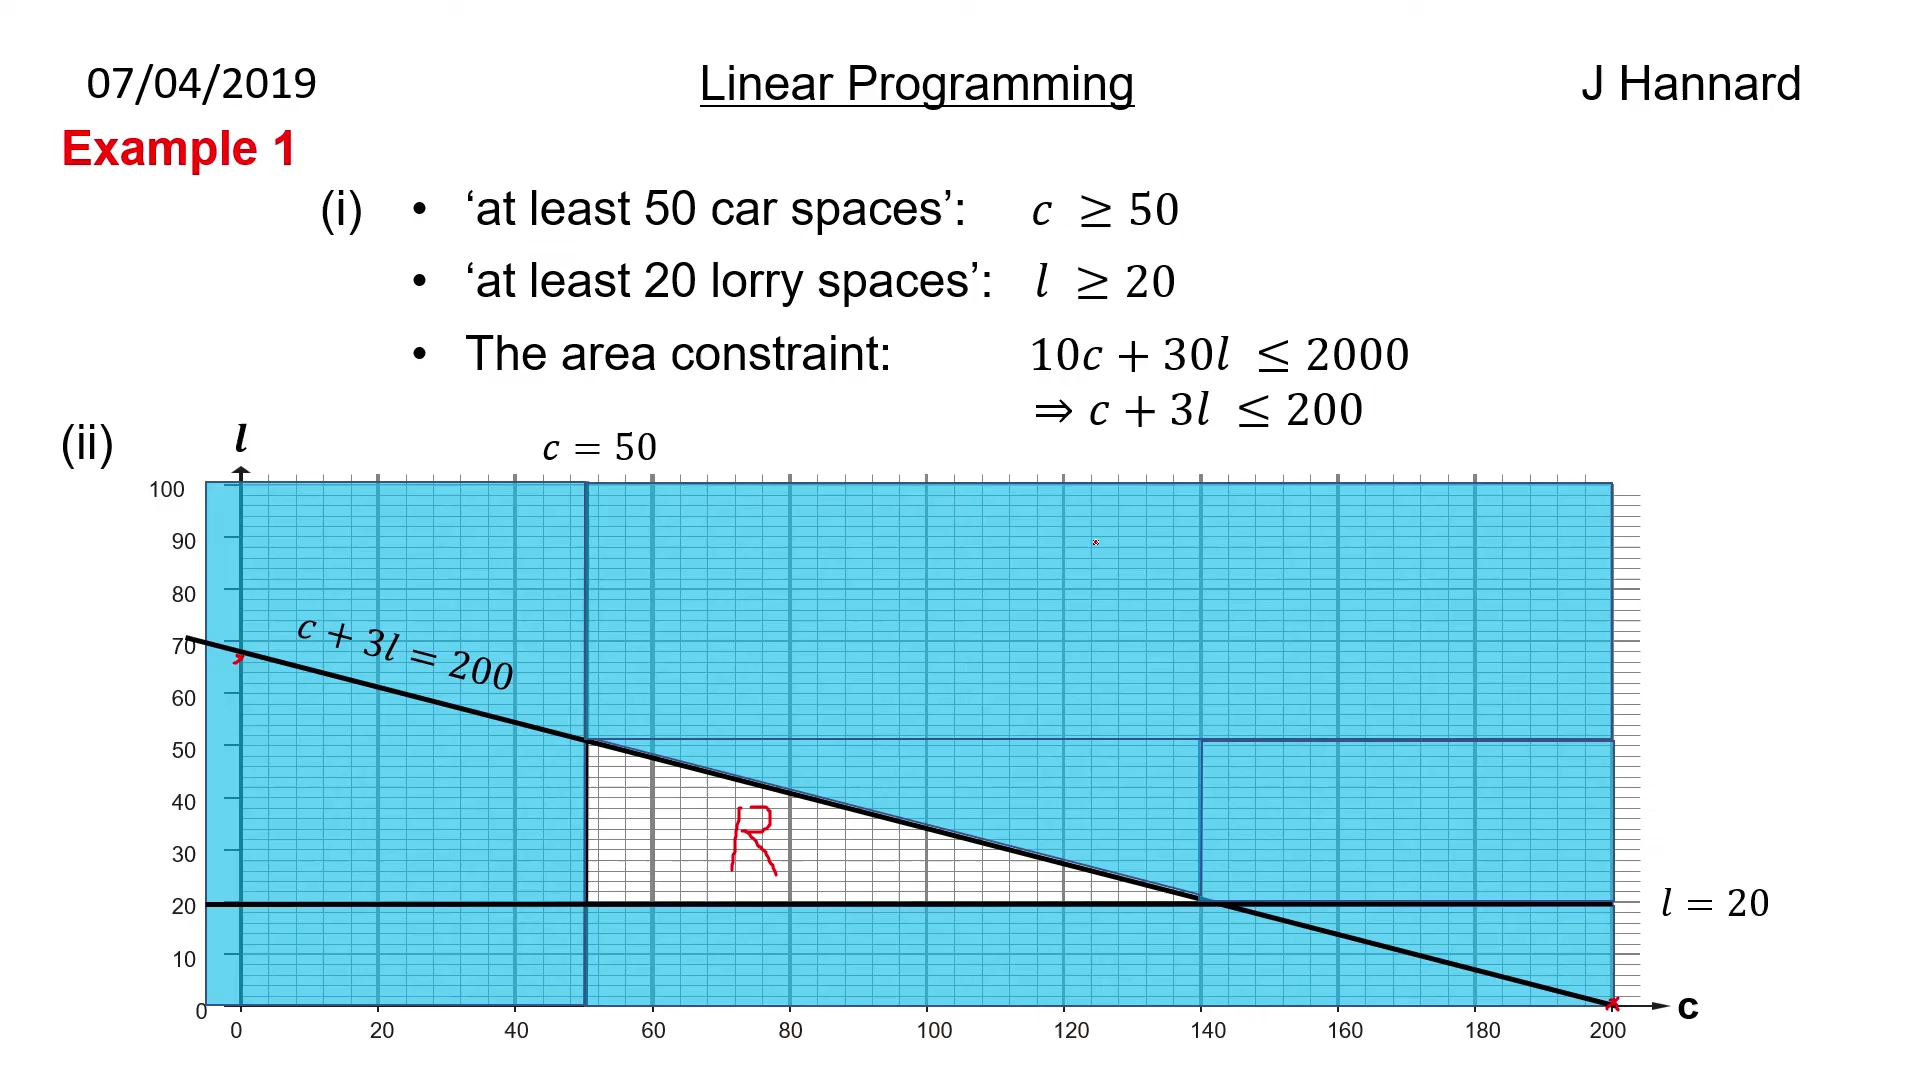 07/04/2019 Linear Programming J Hannard
Example 1
(i) • ‘at least 50 car spaces’: c ≥ 50
• ‘at least 20 lorry spaces’: l ≥ 20
• The area constraint: 10c + 30l ≤ 2000
⇒ c + 3l ≤ 200
(ii) l c = 50
100
90
80
70
c + 3l = 200
60
50
40
R
30
20 l = 20
10
0 c
0 20 40 60 80 100 120 140 160 180 200